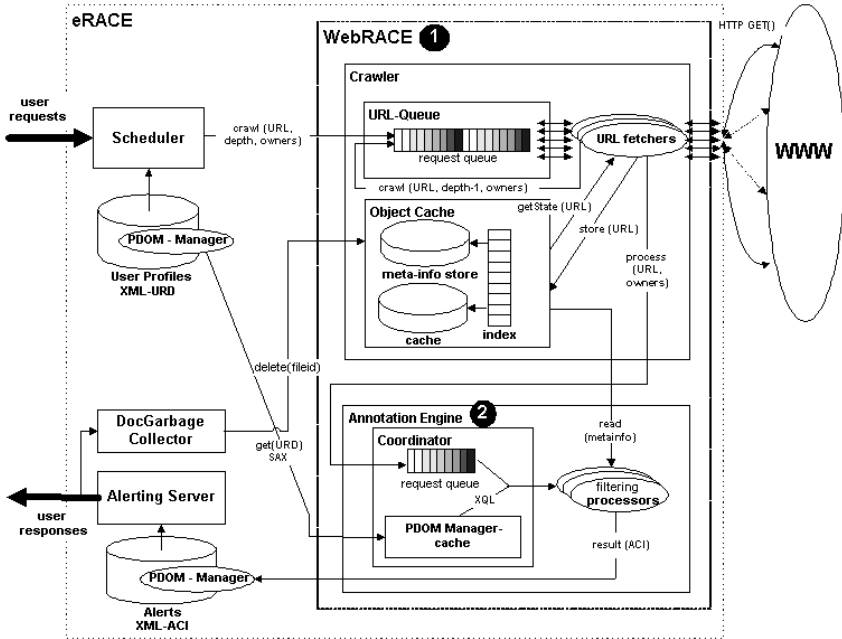 eRACE
WebRACE 1
HTTP GET()
Crawler
user
requests
Scheduler
crawl (URL,
depth, owners)
URL-Queue
request queue
URL fetchers
WWW
crawl (URL, depth-1, owners)
getState (URL)
Object Cache
store (URL)
PDOM - Manager
User Profiles
XML-URD
meta-info store
process
(URL,
owners)
cache
index
delete(fileid)
Annotation Engine 2
DocGarbage
Collector
get(URD)
SAX
Coordinator
request queue
read
(metainfo)
filtering
processors
XQL
Alerting Server
user
responses
PDOM Manager-
cache
result (ACI)
PDOM - Manager
Alerts
XML-ACI